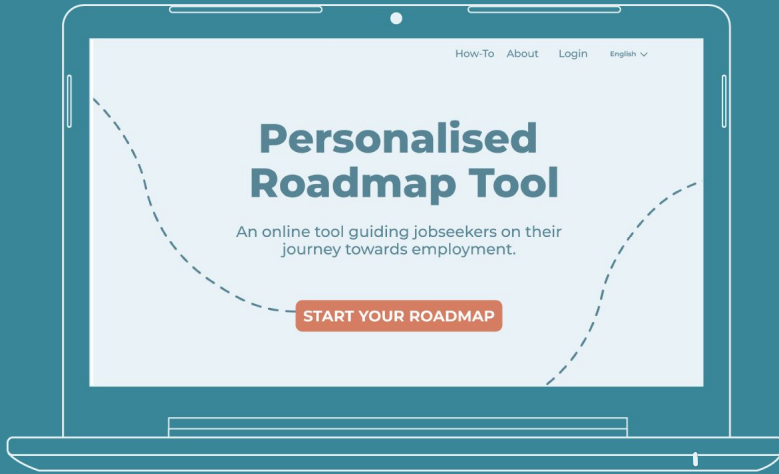 How-To About Login English
Personalised
Roadmap Tool
An online tool guiding jobseekers on their
journey towards employment.
START YOUR ROADMAP